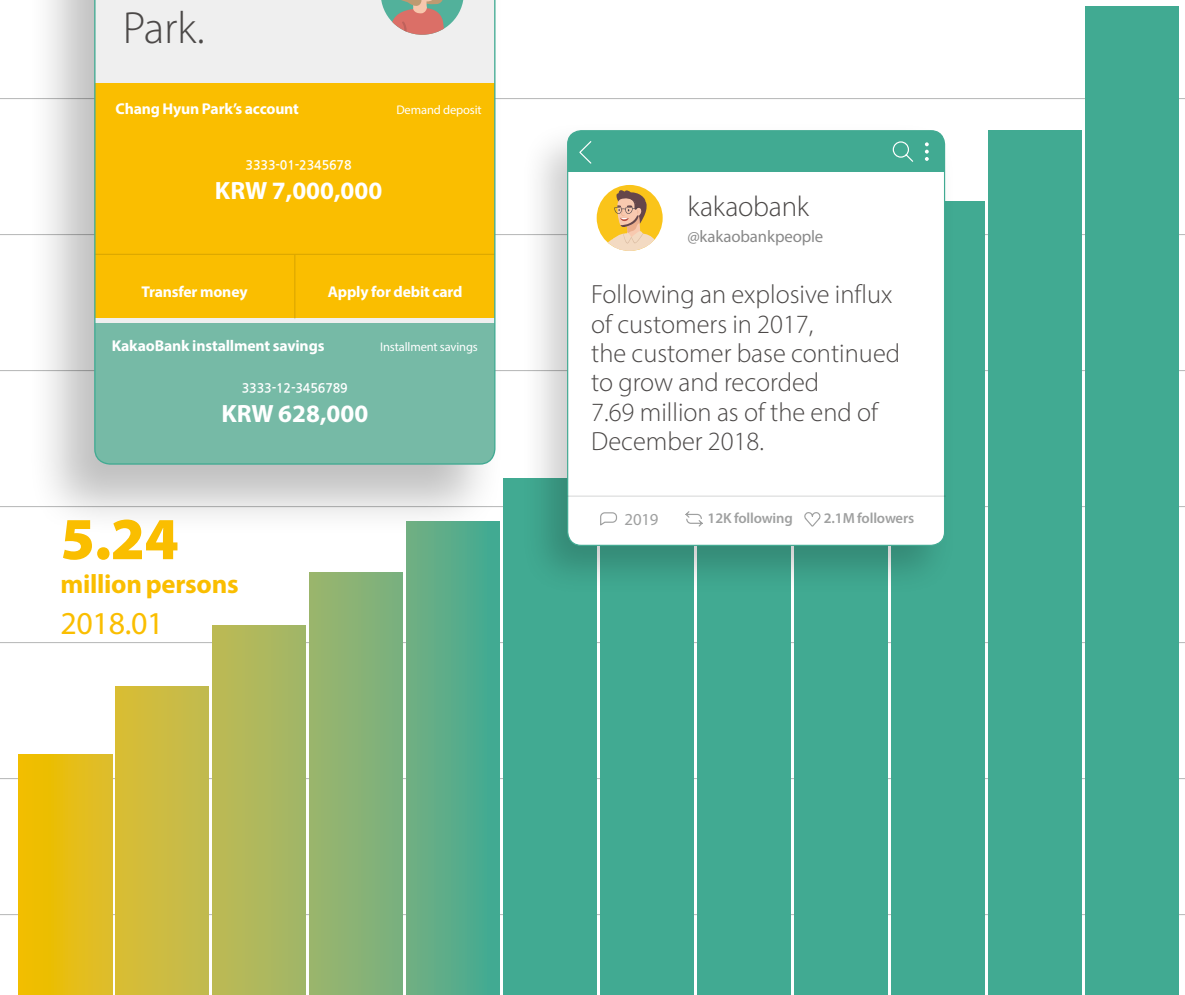 Park.
Chang Hyun Park's account
Demand deposit
3333-01-2345678
KRW 7,000,000
Transfer money
Apply for debit card
KakaoBank installment savings
Installment savings
3333-12-3456789
KRW 628,000
kakaobank
@kakaobankpeople
Following an explosive influx
of customers in 2017,
the customer base continued
to grow and recorded
7.69 million as of the end of
December 2018.
2019
12K following
2.1M followers
5.24
million persons
2018.01